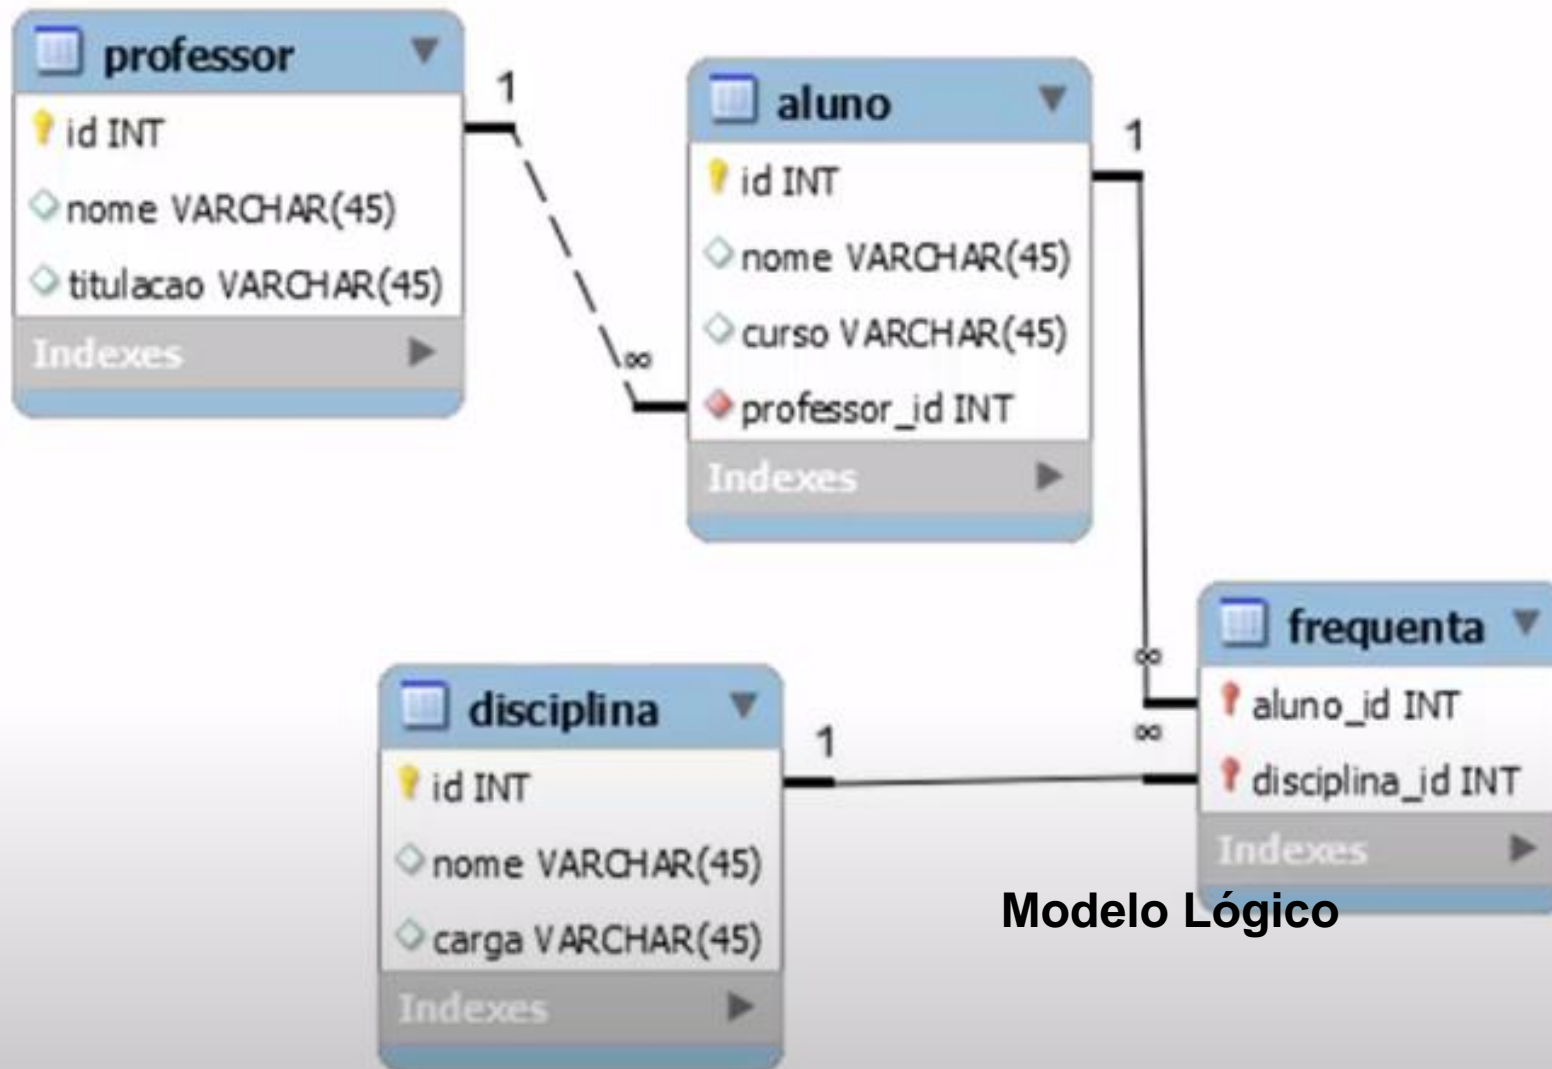 professor
id INT
nome VARCHAR(45)
titulacao VARCHAR(45)
Indexes
1
∞
aluno
id INT
nome VARCHAR(45)
curso VARCHAR(45)
professor_id INT
Indexes
1
∞
disciplina
id INT
nome VARCHAR(45)
carga VARCHAR(45)
Indexes
1
∞
frequenta
aluno_id INT
disciplina_id INT
Indexes
Modelo Lógico